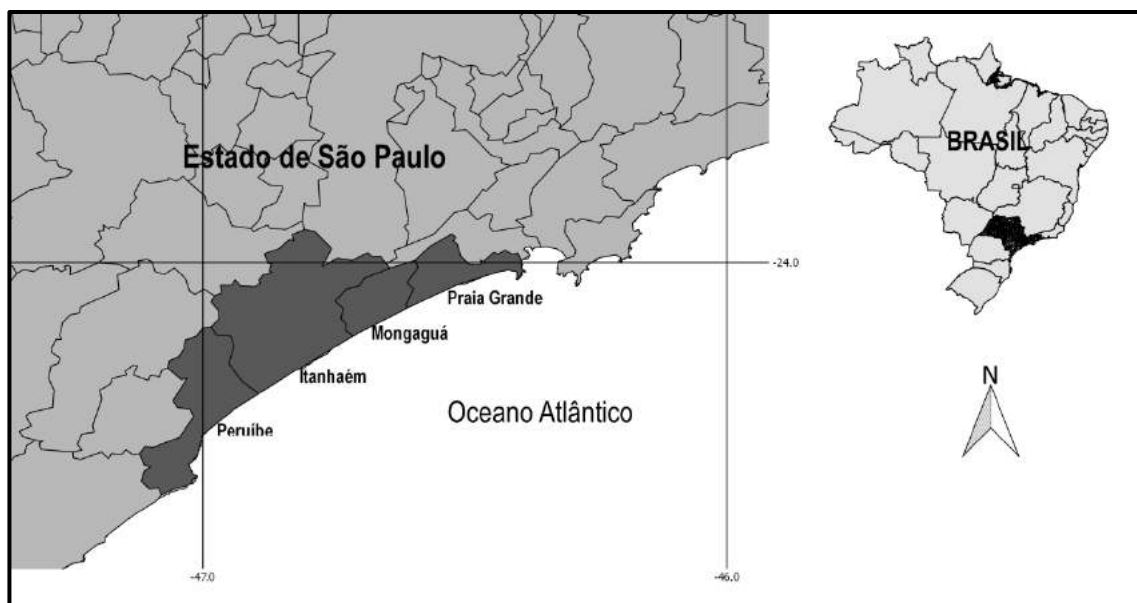 Estado de São Paulo
BRASIL
-24.0
Praia Grande
Mongaguá
Itanhaém
Peruíbe
Oceano Atlântico
N
-47.0
-46.0